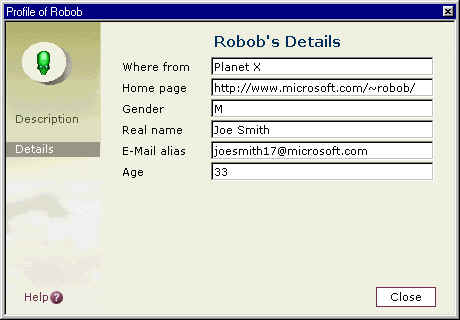 Profile of Robob
Robob's Details
Where from Planet X
Home page http://www.microsoft.com/~robob/
Gender M
Description
Real name Joe Smith
Details
E-Mail alias joesmith17@microsoft.com
Age 33
Help?
Close